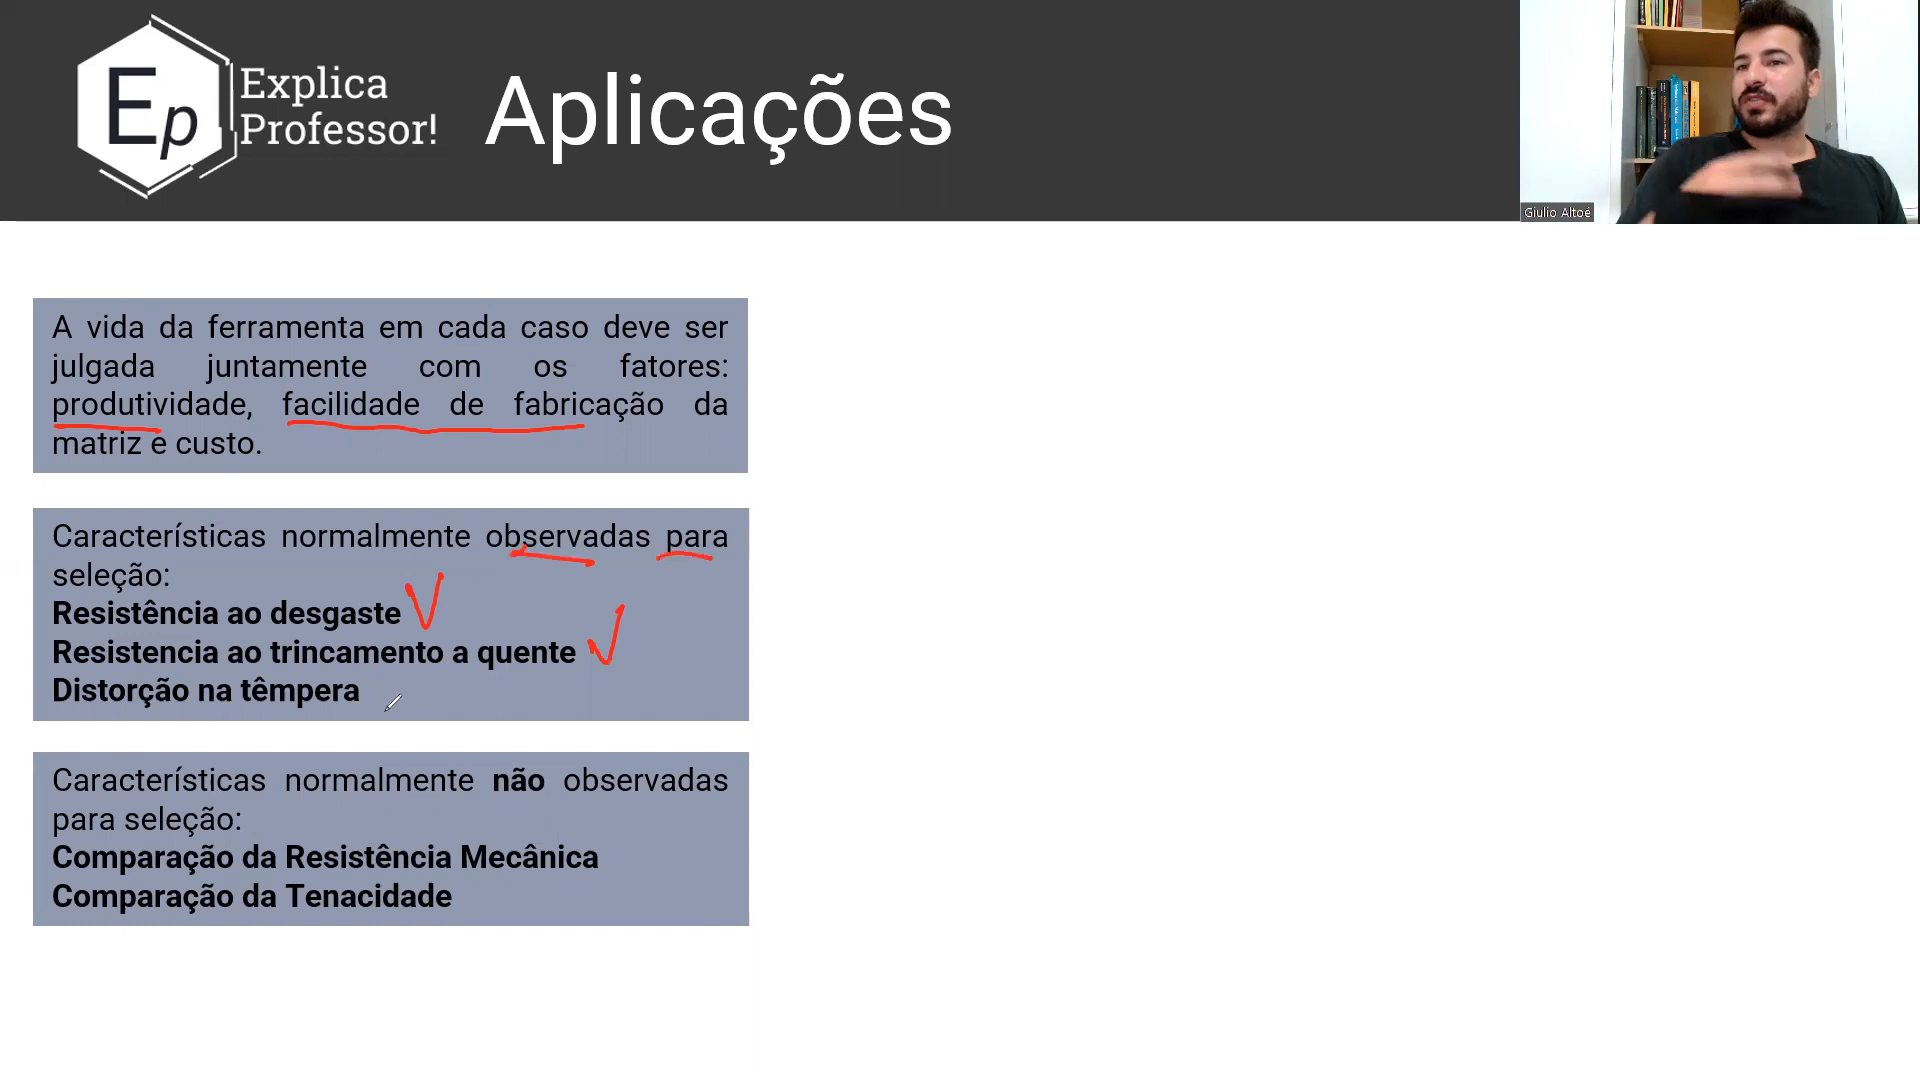 Ep
Explica
Professor!
Aplicações
Giulio Altoé
A vida da ferramenta em cada caso deve ser
julgada juntamente com os fatores:
produtividade, facilidade de fabricação da
matriz e custo.
Características normalmente observadas para
seleção:
Resistência ao desgaste
Resistencia ao trincamento a quente
Distorção na têmpera
Características normalmente não observadas
para seleção:
Comparação da Resistência Mecânica
Comparação da Tenacidade